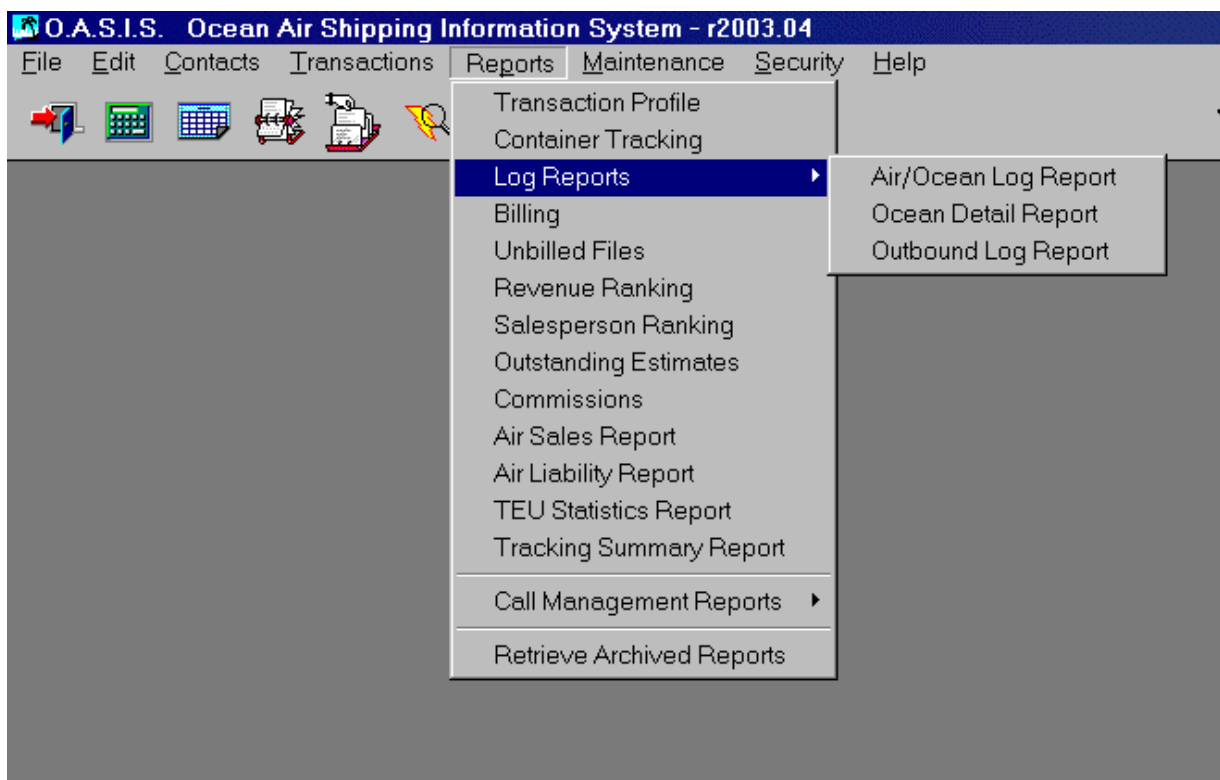 O.A.S.I.S. Ocean Air Shipping Information System - r2003.04
File Edit Contacts Transactions Reports Maintenance Security Help
Transaction Profile
Container Tracking
Log Reports
Air/Ocean Log Report
Ocean Detail Report
Outbound Log Report
Billing
Unbilled Files
Revenue Ranking
Salesperson Ranking
Outstanding Estimates
Commissions
Air Sales Report
Air Liability Report
TEU Statistics Report
Tracking Summary Report
Call Management Reports
Retrieve Archived Reports